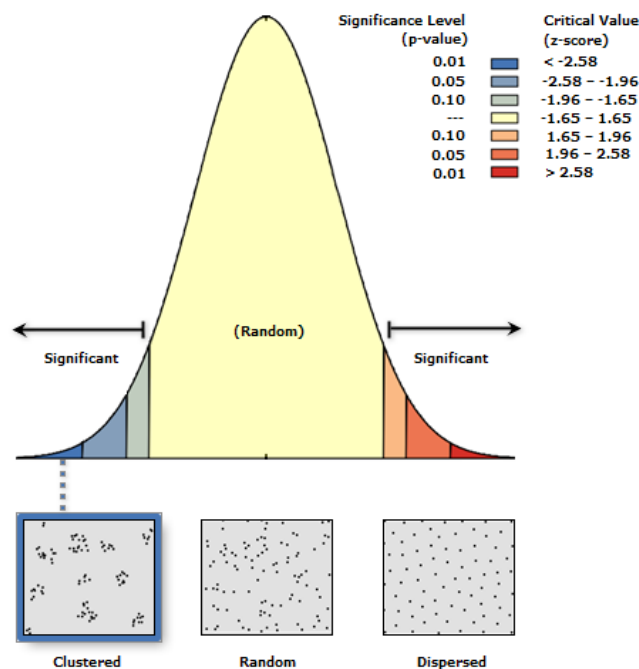 Significance Level Critical Value
(p-value) (z-score)
0.01 < -2.58
0.05 -2.58 – -1.96
0.10 -1.96 – -1.65
--- -1.65 – 1.65
0.10 1.65 – 1.96
0.05 1.96 – 2.58
0.01 > 2.58
(Random)
Significant Significant
Clustered Random Dispersed